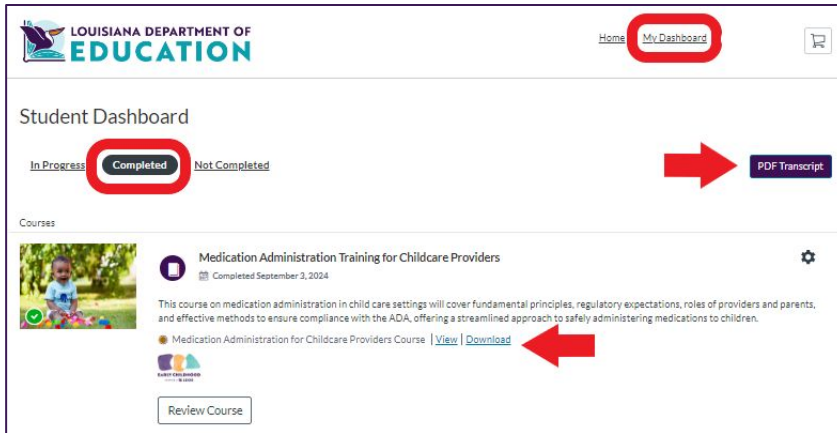 LOUISIANA DEPARTMENT OF
EDUCATION
Home My Dashboard
Student Dashboard
In Progress Completed Not Completed
PDF Transcript
Courses
Medication Administration Training for Childcare Providers
Completed September 3, 2024
This course on medication administration in child care settings will cover fundamental principles, regulatory expectations, roles of providers and parents,
and effective methods to ensure compliance with the ADA, offering a streamlined approach to safely administering medications to children.
Medication Administration for Childcare Providers Course | View | Download
EARLY CHILDHOOD
Review Course